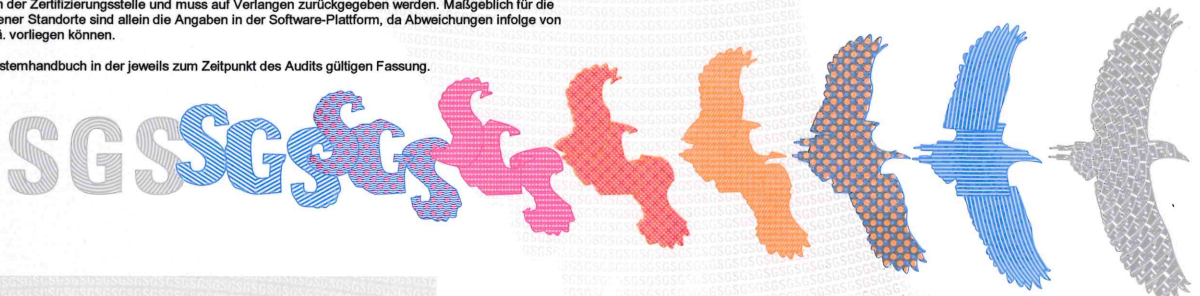 n der Zertifizierungsstelle und muss auf Verlangen zurückgegeben werden. Maßgeblich für die
ener Standorte sind allein die Angaben in der Software-Plattform, da Abweichungen infolge von
ä. vorliegen können.
stemhandbuch in der jeweils zum Zeitpunkt des Audits gültigen Fassung.
SGS SGS SGS